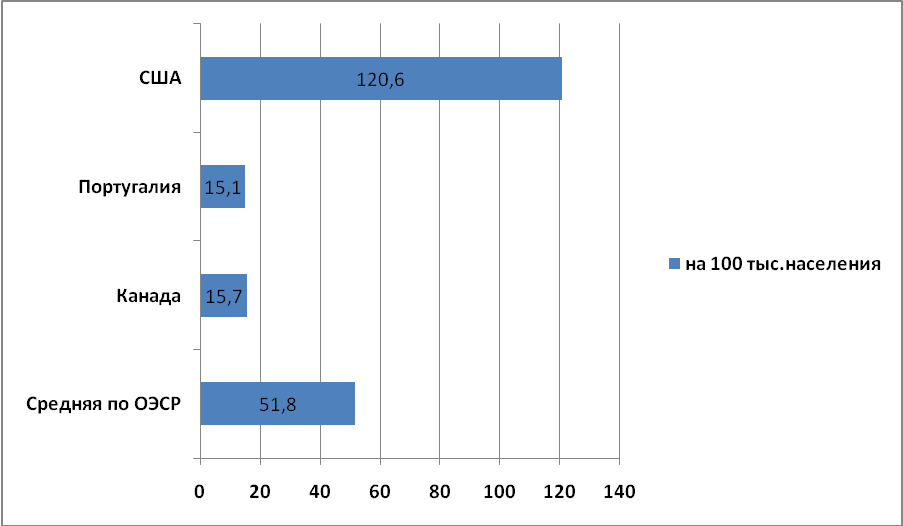 США
120,6
Португалия
15,1
на 100 тыс.населения
Канада
15,7
Средняя по ОЭСР
51,8
0 20 40 60 80 100 120 140